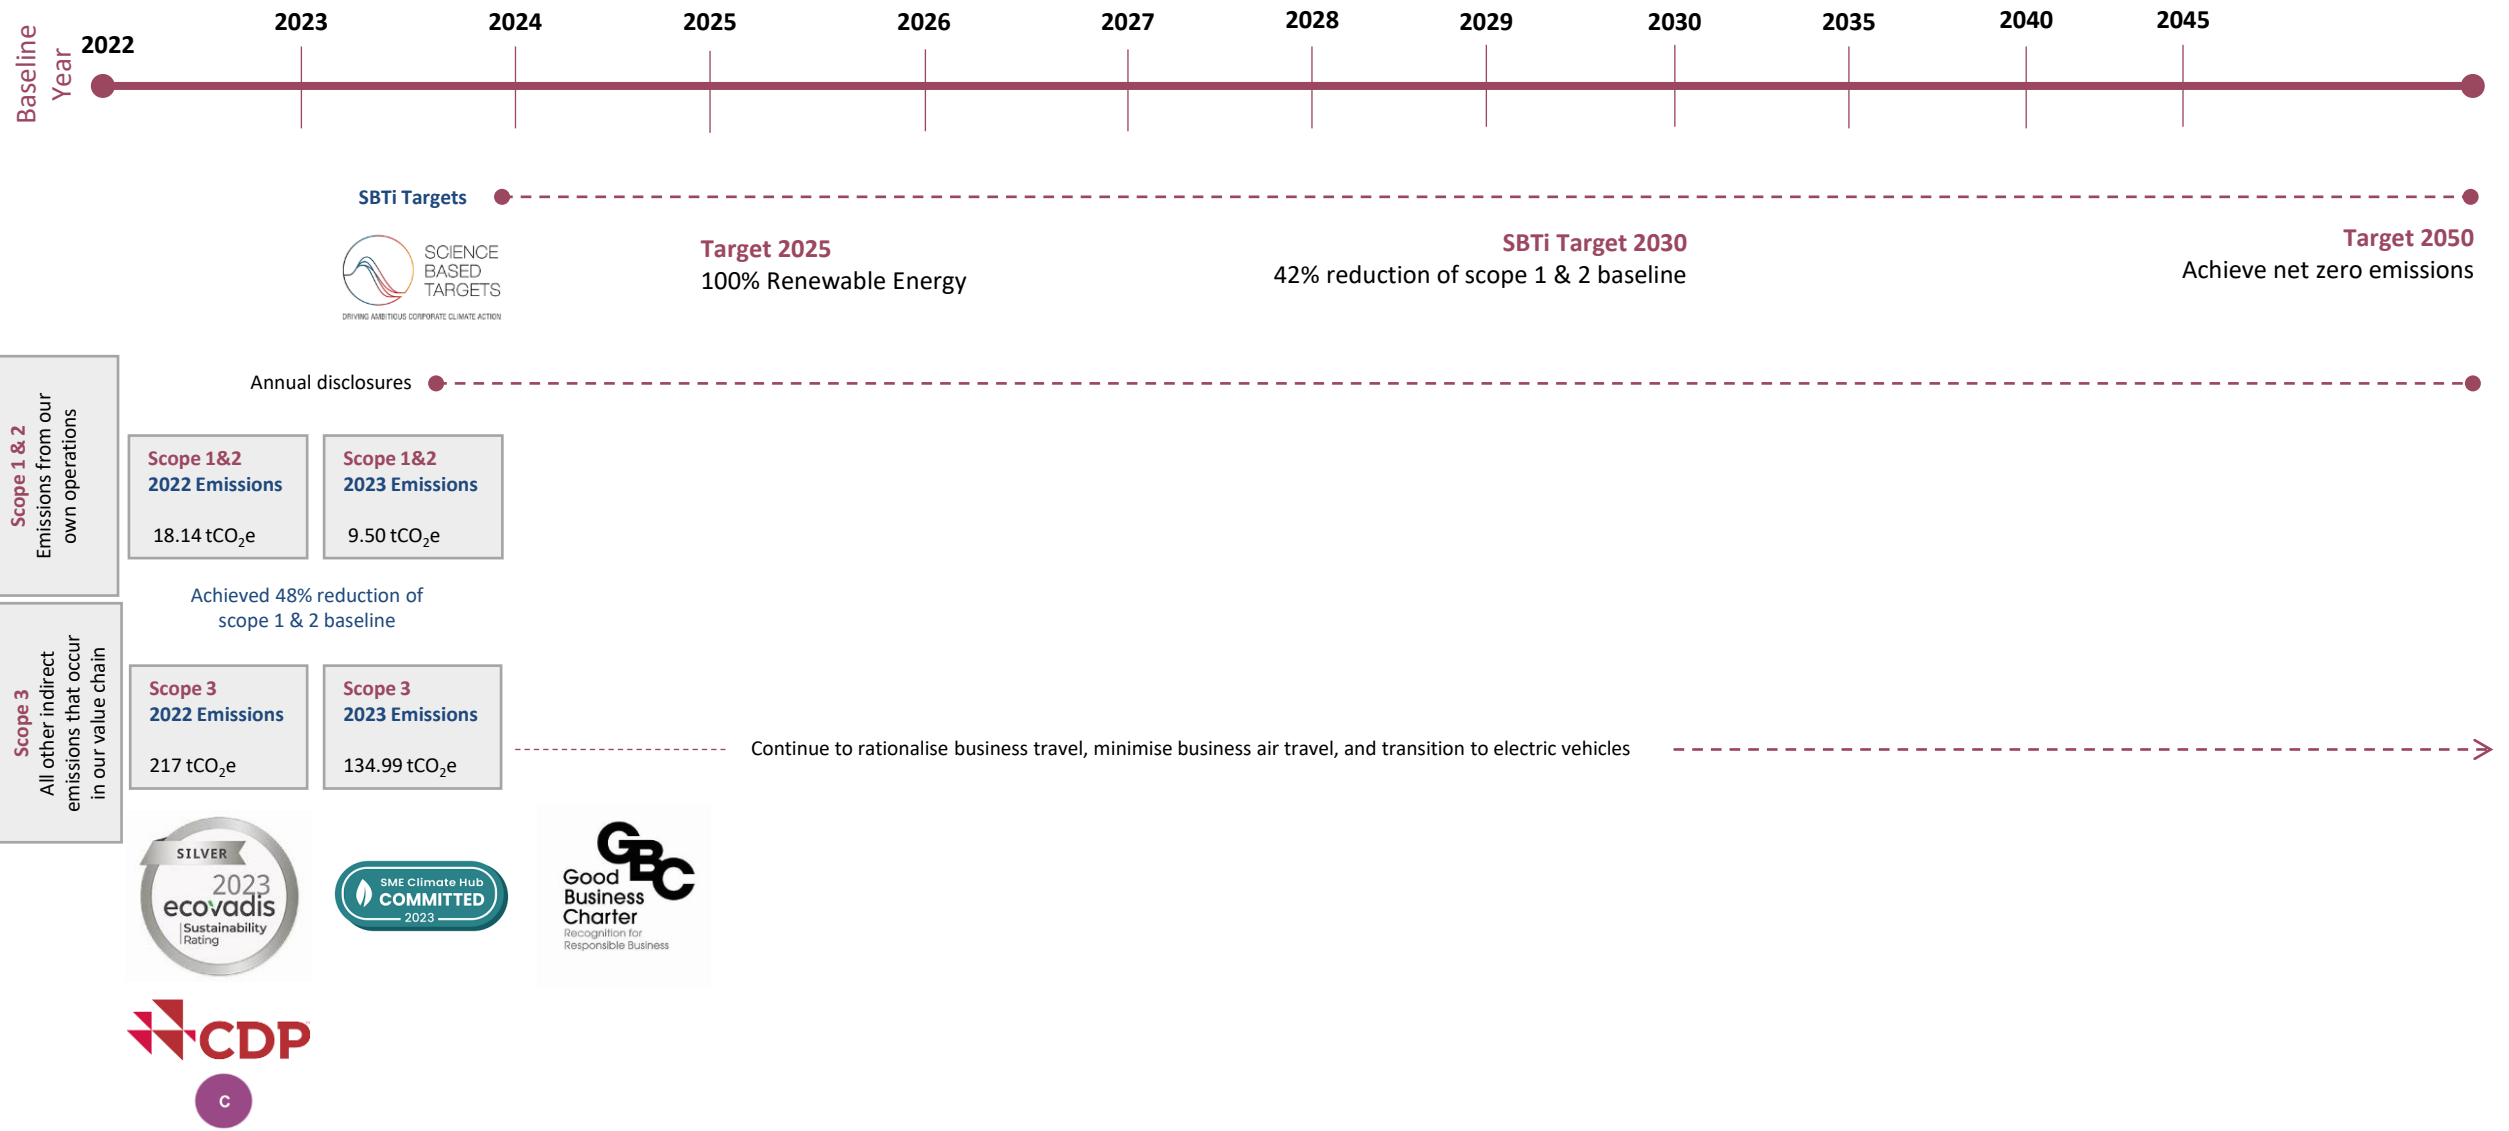 Baseline
Year
2022
2023
2024
2025
2026
2027
2028
2029
2030
2035
2040
2045
SBTi Targets
SCIENCE
BASED
TARGETS
DRIVING AMBITIOUS CORPORATE CLIMATE ACTION
Target 2025
100% Renewable Energy
SBTi Target 2030
42% reduction of scope 1 & 2 baseline
Target 2050
Achieve net zero emissions
Scope 1 & 2
Emissions from our
own operations
Annual disclosures
Scope 1&2
2022 Emissions
18.14 tCO₂e
Scope 1&2
2023 Emissions
9.50 tCO₂e
Achieved 48% reduction of
scope 1 & 2 baseline
Scope 3
All other indirect
emissions that occur
in our value chain
Scope 3
2022 Emissions
217 tCO₂e
Scope 3
2023 Emissions
134.99 tCO₂e
Continue to rationalise business travel, minimise business air travel, and transition to electric vehicles
SILVER
2023
ecovadis
Sustainability
Rating
SME Climate Hub
COMMITTED
2023
GBC
Good
Business
Charter
Recognition for
Responsible Business
CDP
C